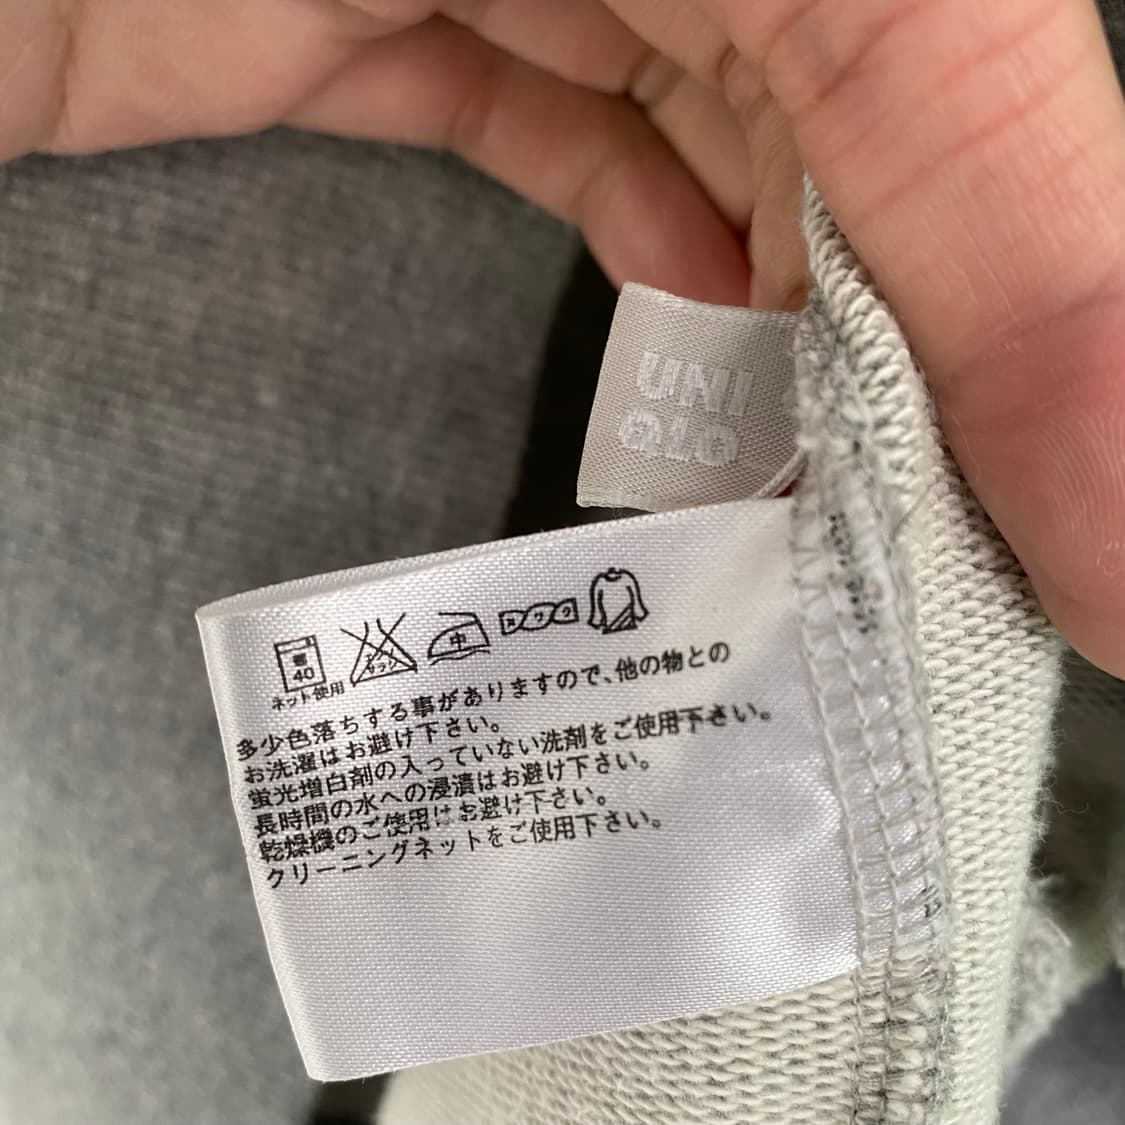 UNI
QLO
弱
40
ネット使用
エンソサラシ
中
ヨワク
多少色落ちする事がありますので、他の物との
お洗濯はお避け下さい。
蛍光増白剤の入っていない洗剤をご使用下さい。
長時間の水への浸漬はお避け下さい。
乾燥機のご使用はお避け下さい。
クリーニングネットをご使用下さい。